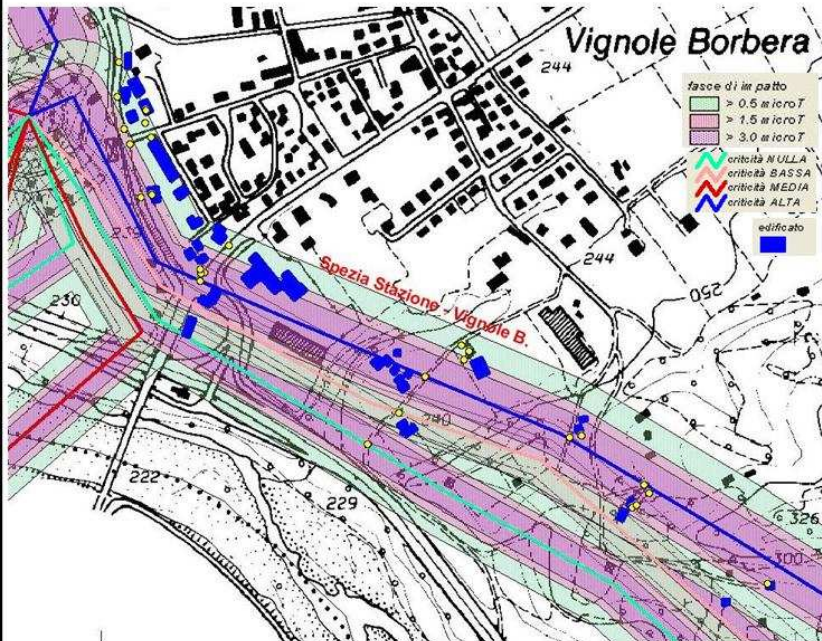 Vignole Borbera
244
fasce di impatto
> 0.5 microT
> 1.5 microT
> 3.0 microT
criticità NULLA
criticità BASSA
criticità MEDIA
criticità ALTA
edificato
244
250
Spezia Stazione - Vignole B.
230
240
222
229
326
300